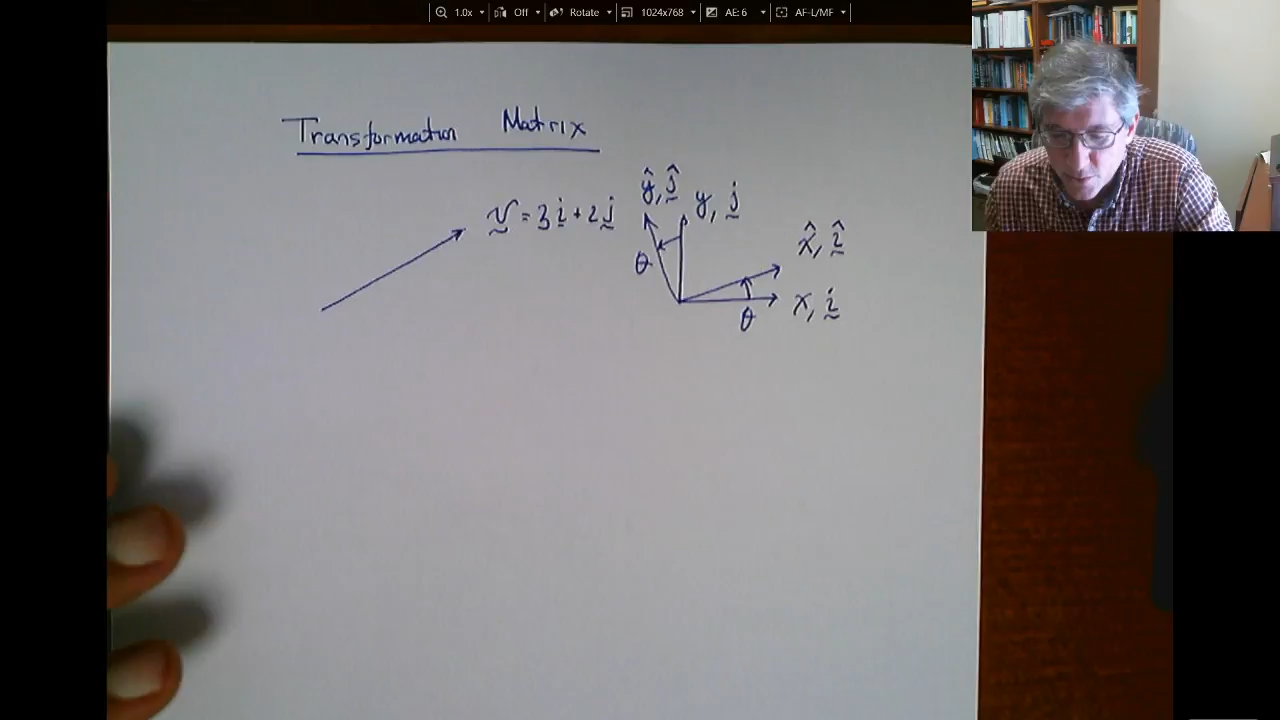 1.0x Off Rotate 1024x768 AE: 6 AF-L/MF
Transformation Matrix
v = 3i + 2j
ŷ, ĵ
y, j
x̂, î
θ
x, i
θ